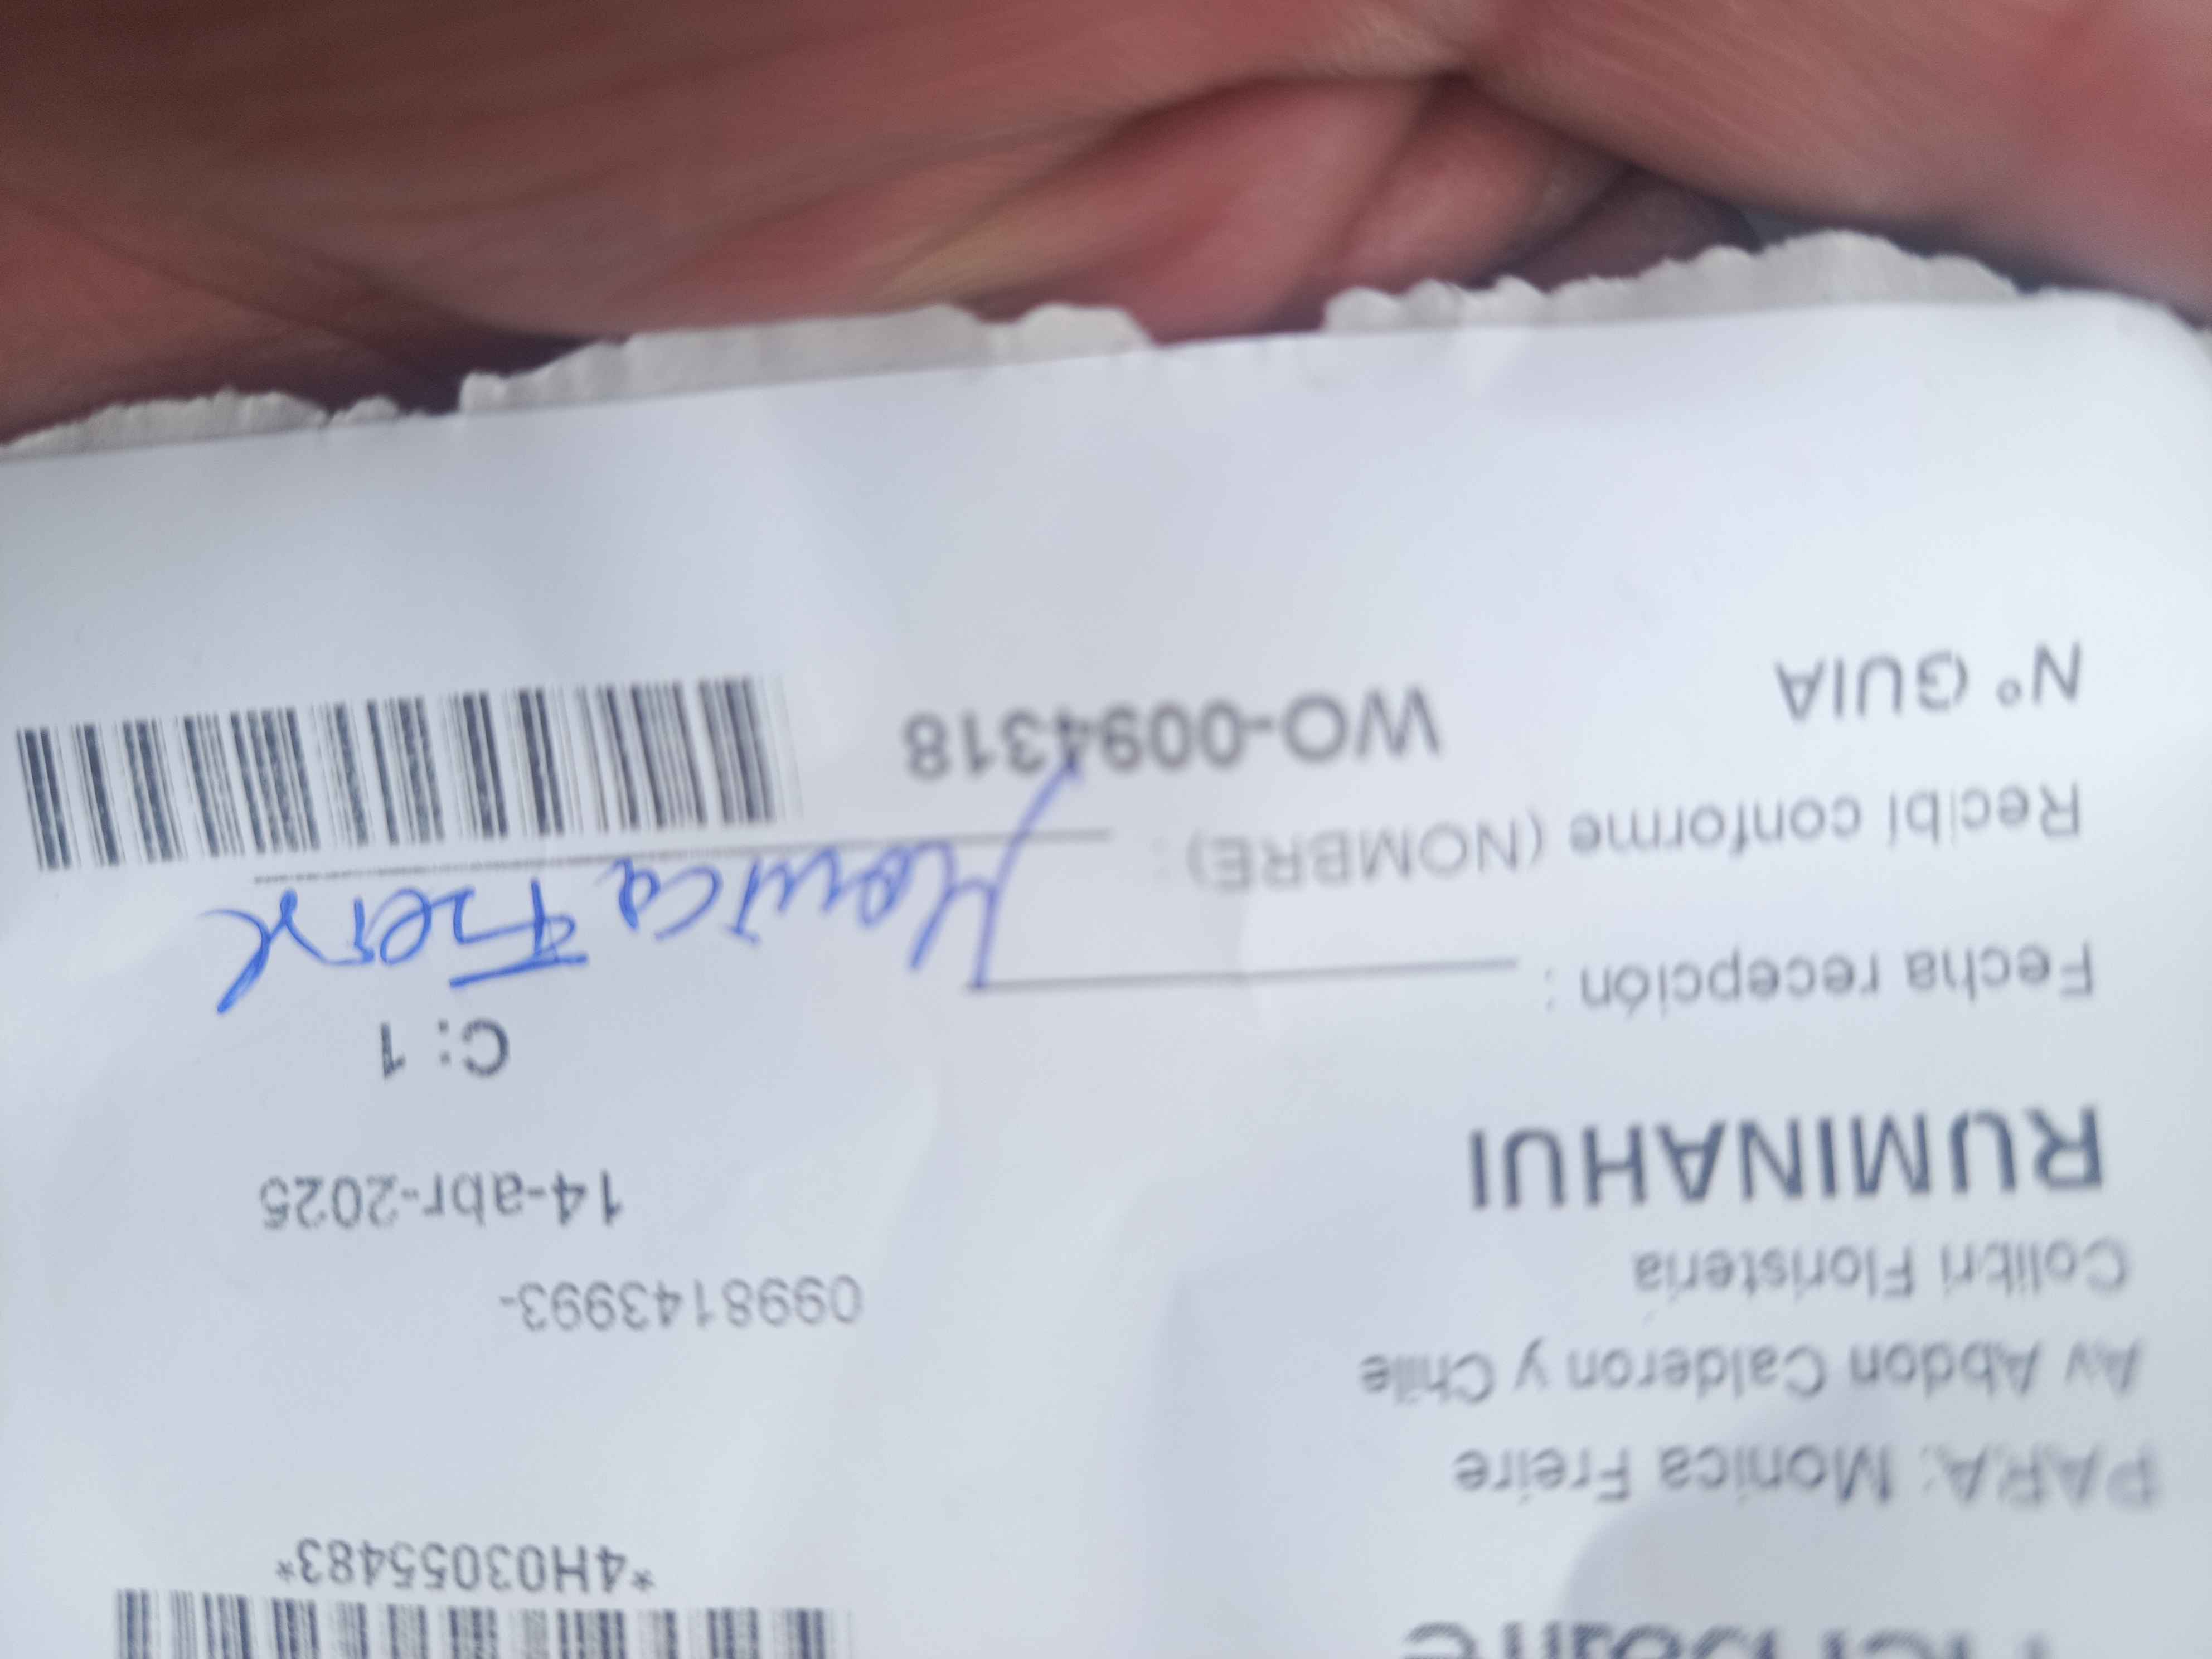 *4H03055483*
PARA: Monica Freire
Av Abdon Calderon y Chile
Colibri Floristeria
0998143993-
RUMINAHUI
14-abr-2025
C: 1
Fecha recepción :
Recibí conforme (NOMBRE) : Monica Freire
N° GUIA WO-0094318